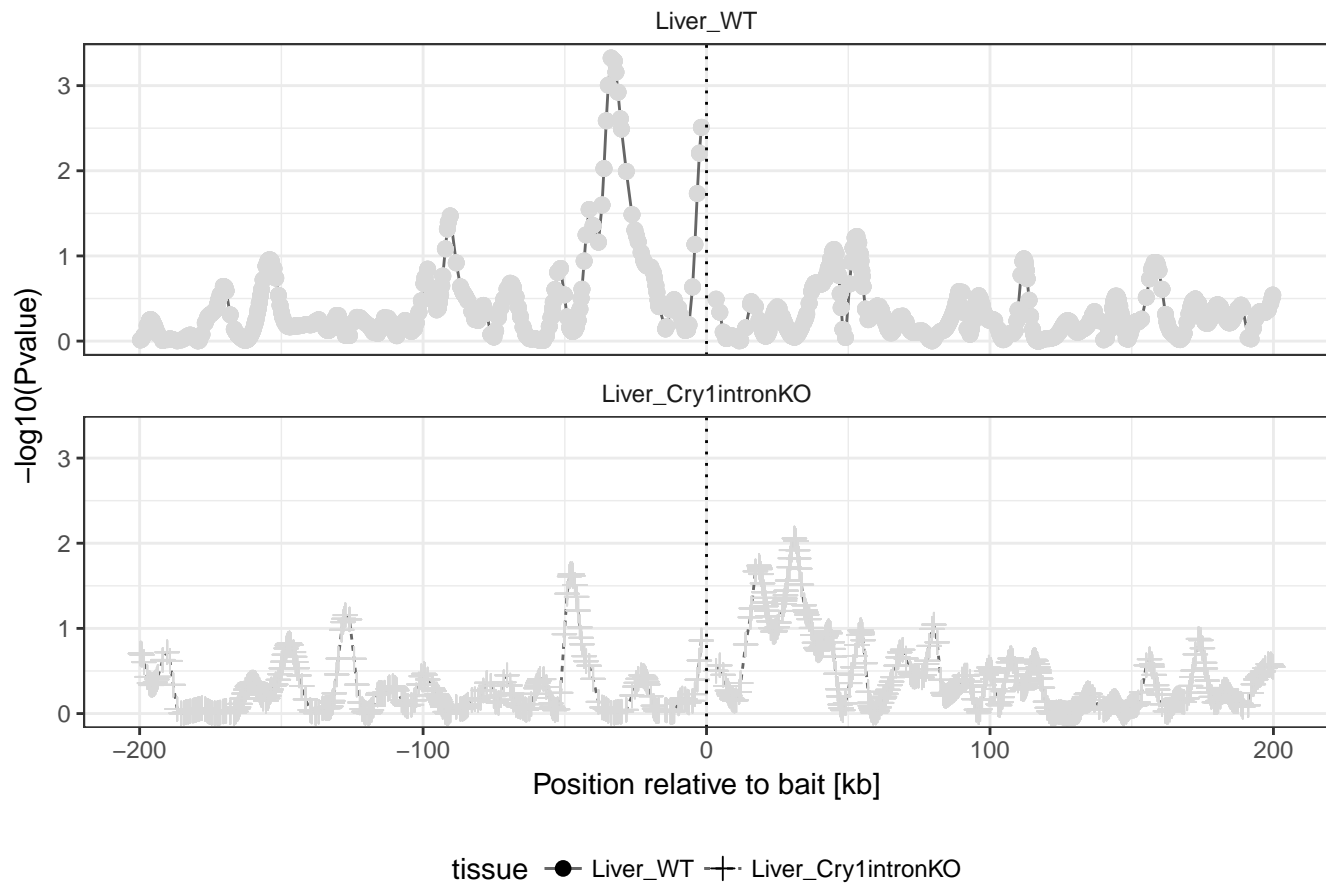 Liver_WT
3
2
1
0
Liver_Cry1intronKO
3
2
1
0
−log10(Pvalue)
−200 −100 0 100 200
Position relative to bait [kb]
tissue Liver_WT Liver_Cry1intronKO